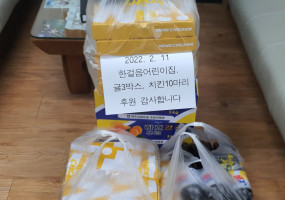 2022. 2. 11
한걸음어린이집.
귤3박스. 치킨10마리
후원 감사합니다